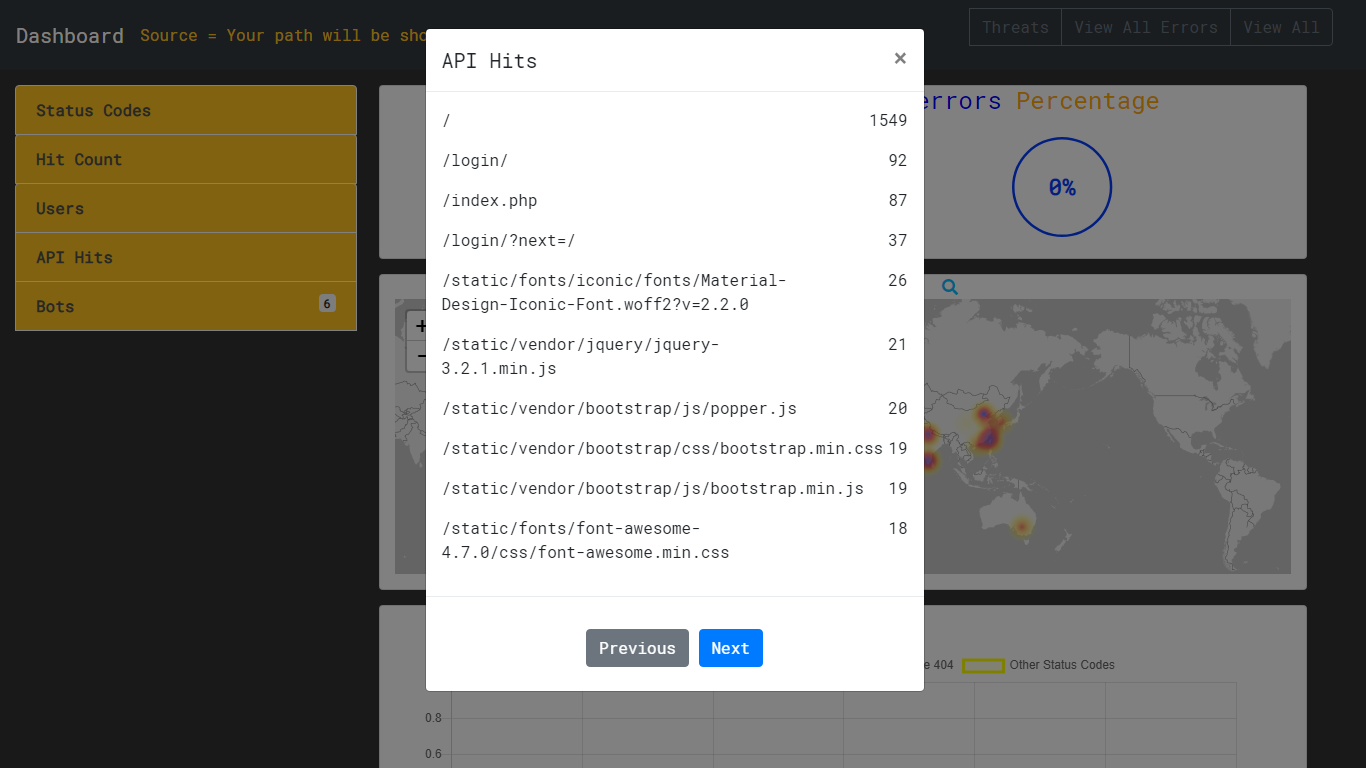 Dashboard Source = Your path will be sho
Threats View All Errors View All
Status Codes
Hit Count
Users
API Hits
Bots 6
errors Percentage
0%
+
−
API Hits ×
/ 1549
/login/ 92
/index.php 87
/login/?next=/ 37
/static/fonts/iconic/fonts/Material- 26
Design-Iconic-Font.woff2?v=2.2.0
/static/vendor/jquery/jquery- 21
3.2.1.min.js
/static/vendor/bootstrap/js/popper.js 20
/static/vendor/bootstrap/css/bootstrap.min.css 19
/static/vendor/bootstrap/js/bootstrap.min.js 19
/static/fonts/font-awesome- 18
4.7.0/css/font-awesome.min.css
Previous Next
e 404 Other Status Codes
0.8
0.6